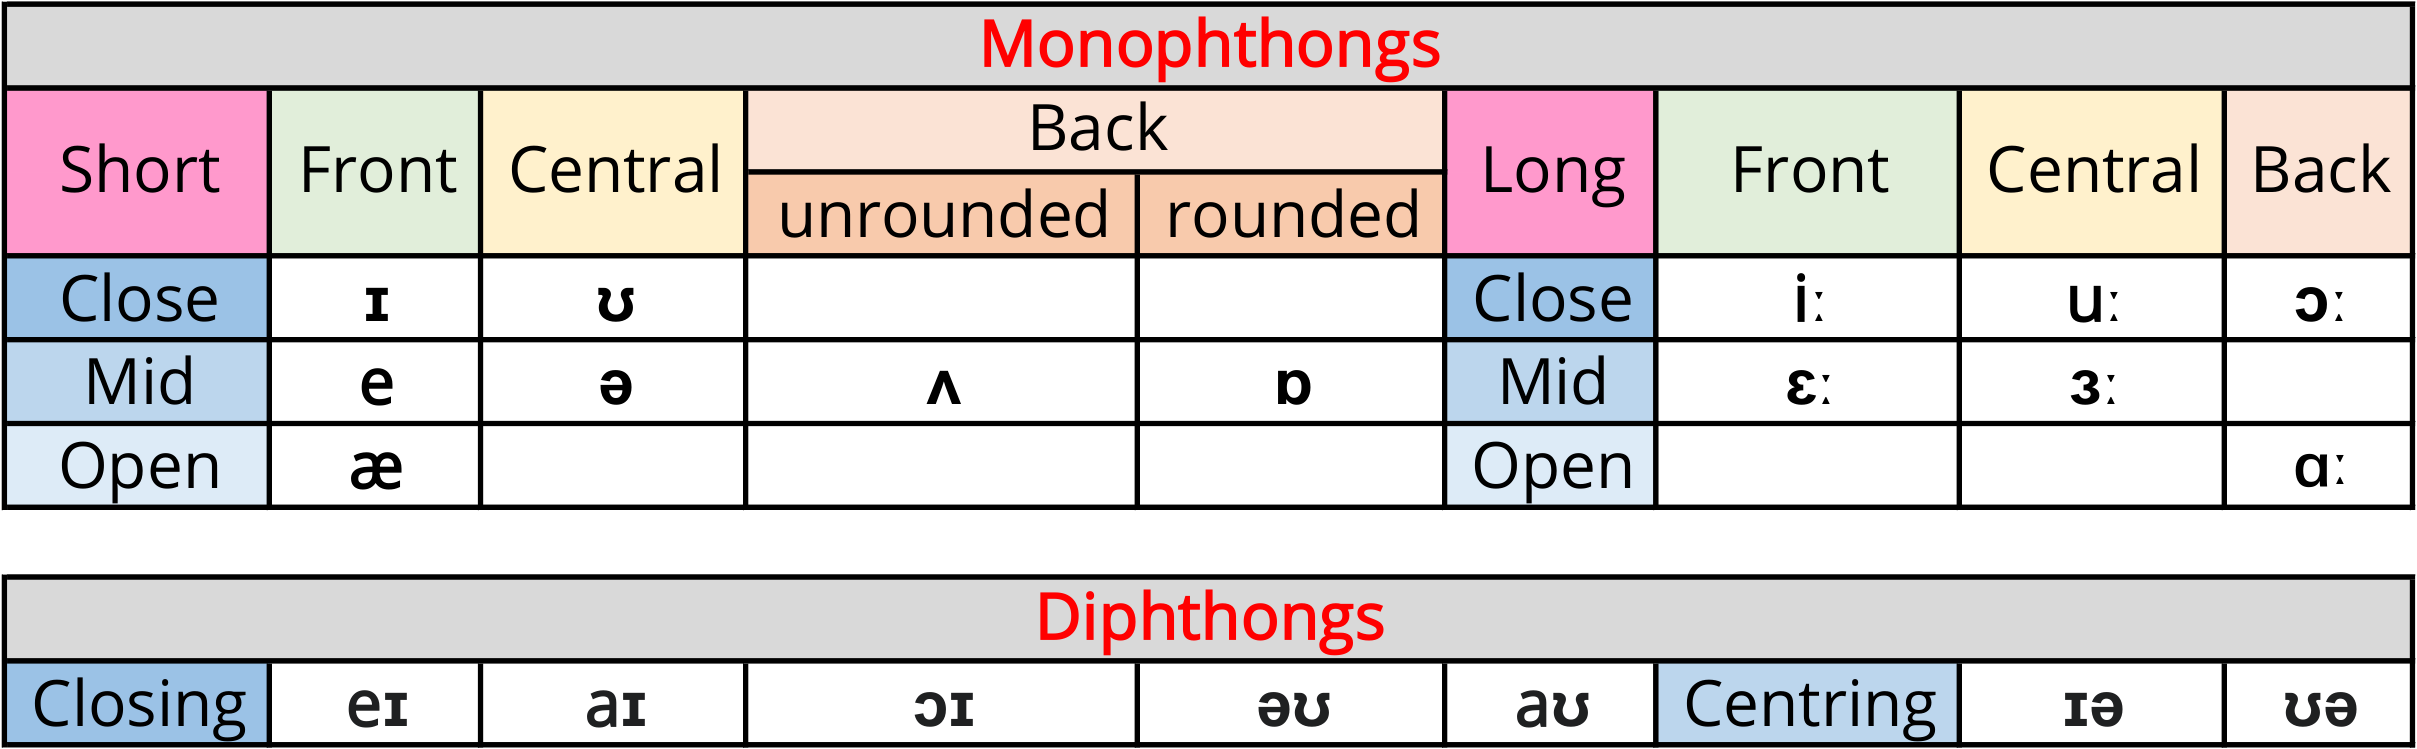 Monophthongs
Short Front Central Back Long Front Central Back
unrounded rounded
Close ɪ ʊ Close iː uː ɔː
Mid e ə ʌ ɒ Mid ɛː ɜː
Open æ Open ɑː
Diphthongs
Closing eɪ aɪ ɔɪ əʊ aʊ Centring ɪə ʊə